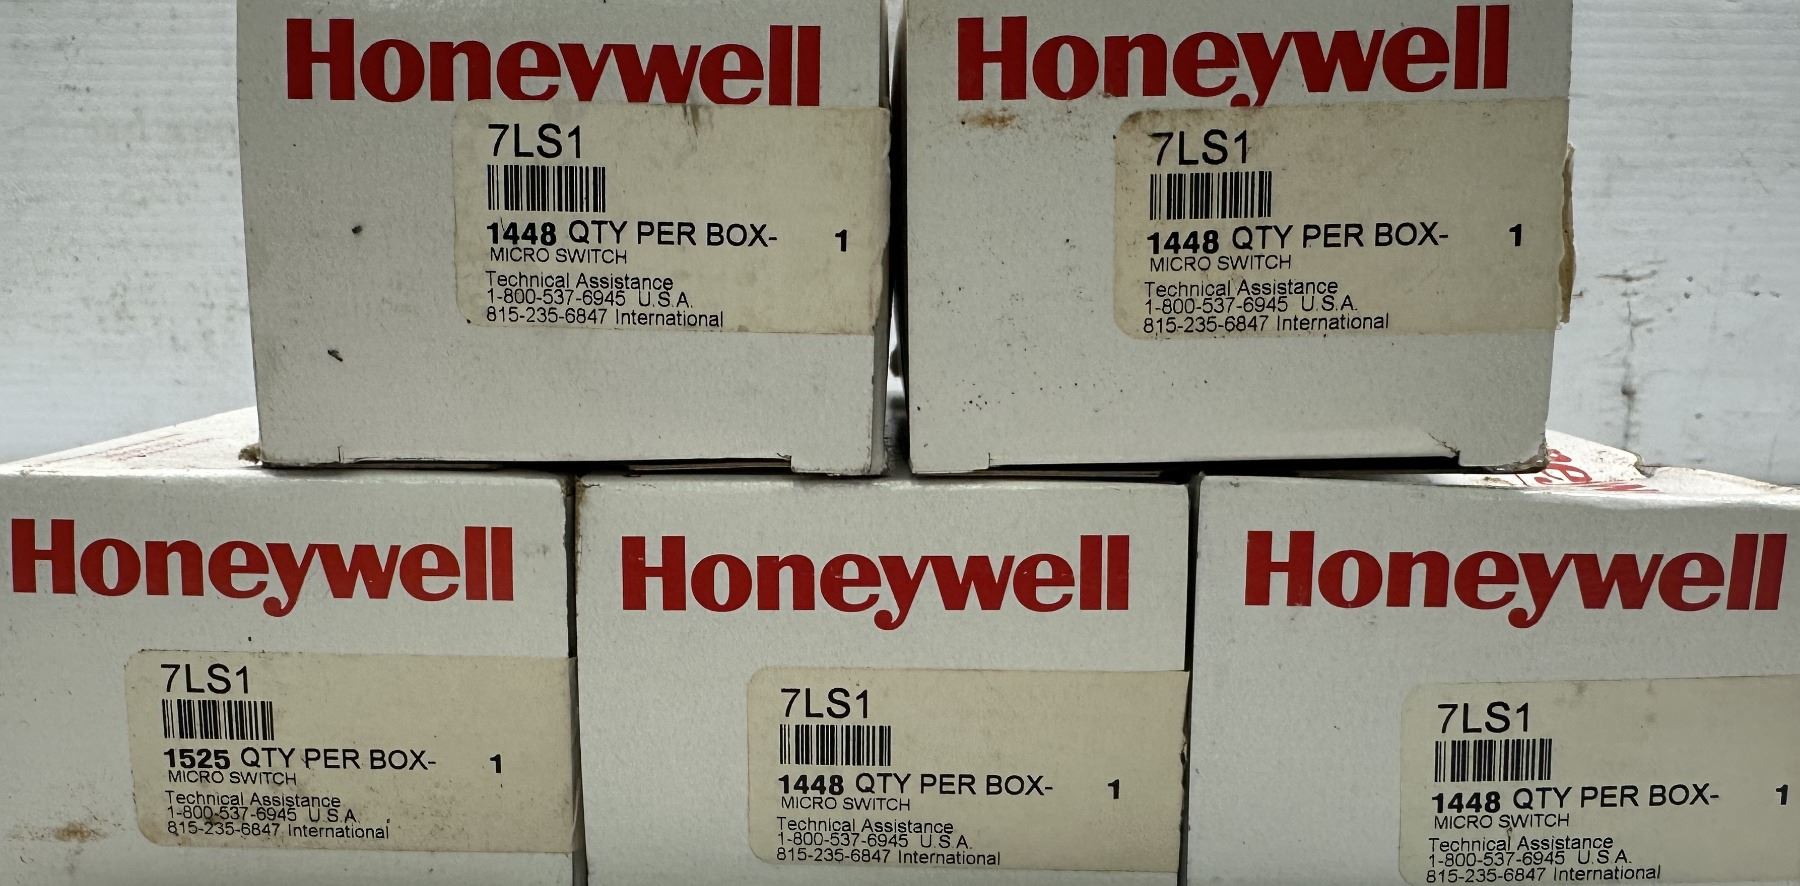 Honeywell
7LS1
1448 QTY PER BOX- 1
MICRO SWITCH
Technical Assistance
1-800-537-6945 U.S.A.
815-235-6847 International
Honeywell
7LS1
1448 QTY PER BOX- 1
MICRO SWITCH
Technical Assistance
1-800-537-6945 U.S.A.
815-235-6847 International
Honeywell
7LS1
1525 QTY PER BOX- 1
MICRO SWITCH
Technical Assistance
1-800-537-6945 U.S.A.
815-235-6847 International
Honeywell
7LS1
1448 QTY PER BOX- 1
MICRO SWITCH
Technical Assistance
1-800-537-6945 U.S.A.
815-235-6847 International
Honeywell
7LS1
1448 QTY PER BOX- 1
MICRO SWITCH
Technical Assistance
1-800-537-6945 U.S.A.
815-235-6847 International